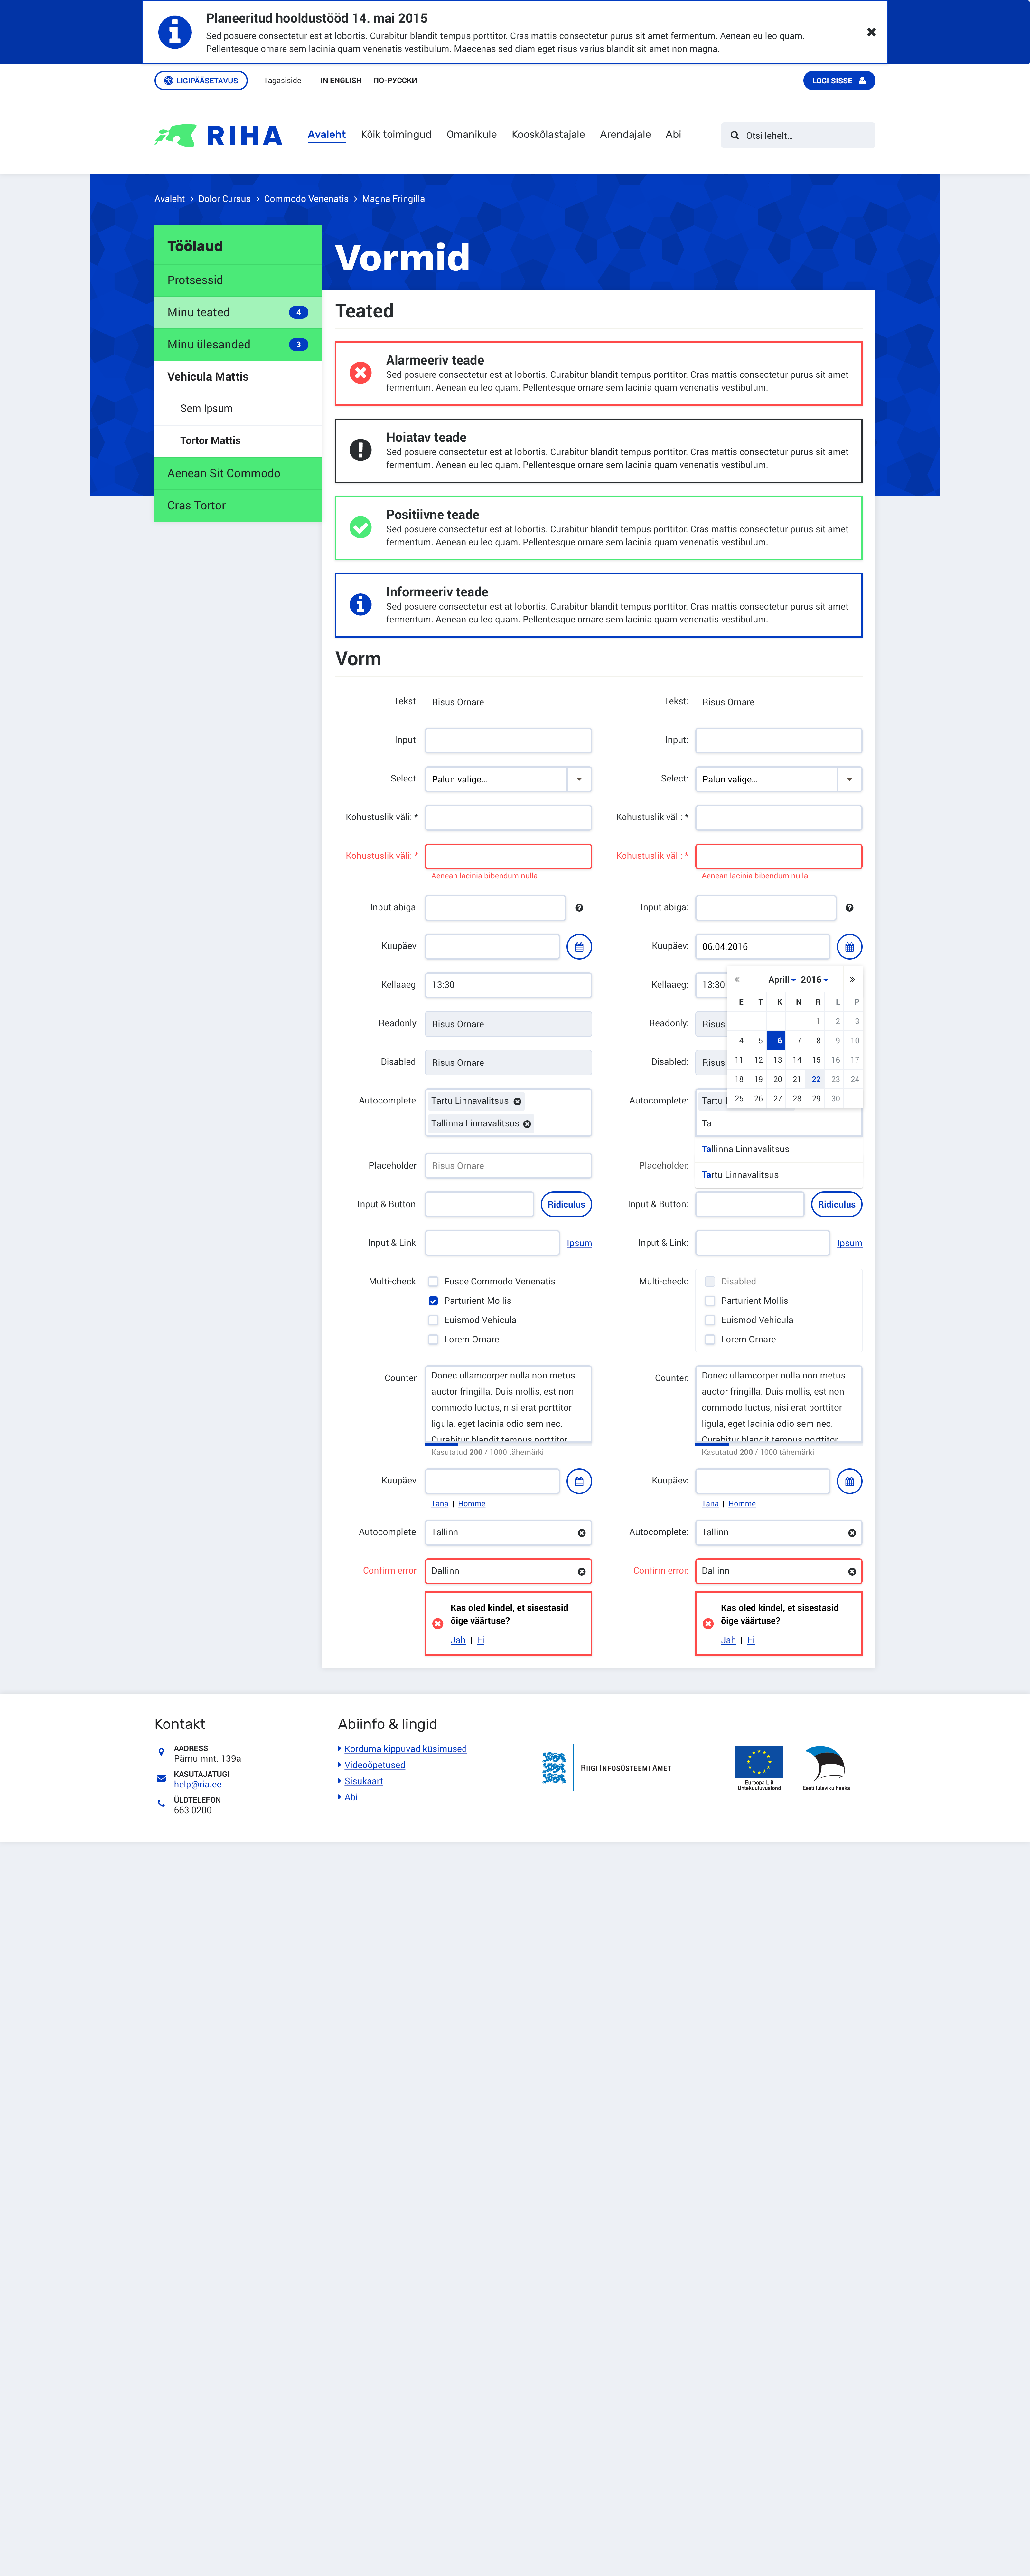 Planeeritud hooldustööd 14. mai 2015
Sed posuere consectetur est at lobortis. Curabitur blandit tempus porttitor. Cras mattis consectetur purus sit amet fermentum. Aenean eu leo quam.
Pellentesque ornare sem lacinia quam venenatis vestibulum. Maecenas sed diam eget risus varius blandit sit amet non magna.
LIGIPÄÄSETAVUS Tagasiside IN ENGLISH ПО-РУССКИ LOGI SISSE
RIHA Avaleht Kõik toimingud Omanikule Kooskõlastajale Arendajale Abi Otsi lehelt...
Avaleht > Dolor Cursus > Commodo Venenatis > Magna Fringilla
Töölaud
Protsessid
Minu teated 4
Minu ülesanded 3
Vehicula Mattis
Sem Ipsum
Tortor Mattis
Aenean Sit Commodo
Cras Tortor
Vormid
Teated
Alarmeeriv teade
Sed posuere consectetur est at lobortis. Curabitur blandit tempus porttitor. Cras mattis consectetur purus sit amet
fermentum. Aenean eu leo quam. Pellentesque ornare sem lacinia quam venenatis vestibulum.
Hoiatav teade
Sed posuere consectetur est at lobortis. Curabitur blandit tempus porttitor. Cras mattis consectetur purus sit amet
fermentum. Aenean eu leo quam. Pellentesque ornare sem lacinia quam venenatis vestibulum.
Positiivne teade
Sed posuere consectetur est at lobortis. Curabitur blandit tempus porttitor. Cras mattis consectetur purus sit amet
fermentum. Aenean eu leo quam. Pellentesque ornare sem lacinia quam venenatis vestibulum.
Informeeriv teade
Sed posuere consectetur est at lobortis. Curabitur blandit tempus porttitor. Cras mattis consectetur purus sit amet
fermentum. Aenean eu leo quam. Pellentesque ornare sem lacinia quam venenatis vestibulum.
Vorm
Tekst: Risus Ornare
Input:
Select: Palun valige...
Kohustuslik väli: *
Kohustuslik väli: *
Aenean lacinia bibendum nulla
Input abiga:
Kuupäev:
Kellaaeg: 13:30
Readonly: Risus Ornare
Disabled: Risus Ornare
Autocomplete: Tartu Linnavalitsus
Tallinna Linnavalitsus
Placeholder: Risus Ornare
Input & Button: Ridiculus
Input & Link: Ipsum
Multi-check: Fusce Commodo Venenatis
Parturient Mollis
Euismod Vehicula
Lorem Ornare
Counter: Donec ullamcorper nulla non metus
auctor fringilla. Duis mollis, est non
commodo luctus, nisi erat porttitor
ligula, eget lacinia odio sem nec.
Curabitur blandit tempus porttitor
Kasutatud 200 / 1000 tähemärki
Kuupäev:
Täna | Homme
Autocomplete: Tallinn
Confirm error: Dallinn
Kas oled kindel, et sisestasid
õige väärtuse?
Jah | Ei
Tekst: Risus Ornare
Input:
Select: Palun valige...
Kohustuslik väli: *
Kohustuslik väli: *
Aenean lacinia bibendum nulla
Input abiga:
Kuupäev: 06.04.2016
« Aprill 2016 »
E T K N R L P
1 2 3
4 5 6 7 8 9 10
11 12 13 14 15 16 17
18 19 20 21 22 23 24
25 26 27 28 29 30
Kellaaeg: 13:30
Readonly: Risus
Disabled: Risus
Autocomplete: Tartu
Ta
Tallinna Linnavalitsus
Tartu Linnavalitsus
Placeholder:
Input & Button: Ridiculus
Input & Link: Ipsum
Multi-check: Disabled
Parturient Mollis
Euismod Vehicula
Lorem Ornare
Counter: Donec ullamcorper nulla non metus
auctor fringilla. Duis mollis, est non
commodo luctus, nisi erat porttitor
ligula, eget lacinia odio sem nec.
Curabitur blandit tempus porttitor
Kasutatud 200 / 1000 tähemärki
Kuupäev:
Täna | Homme
Autocomplete: Tallinn
Confirm error: Dallinn
Kas oled kindel, et sisestasid
õige väärtuse?
Jah | Ei
Kontakt
AADRESS
Pärnu mnt. 139a
KASUTAJATUGI
help@ria.ee
ÜLDTELEFON
663 0200
Abiinfo & lingid
Korduma kippuvad küsimused
Videoõpetused
Sisukaart
Abi
RIIGI INFOSÜSTEEMI AMET
Euroopa Liit
Ühtekuuluvusfond
Eesti tuleviku heaks